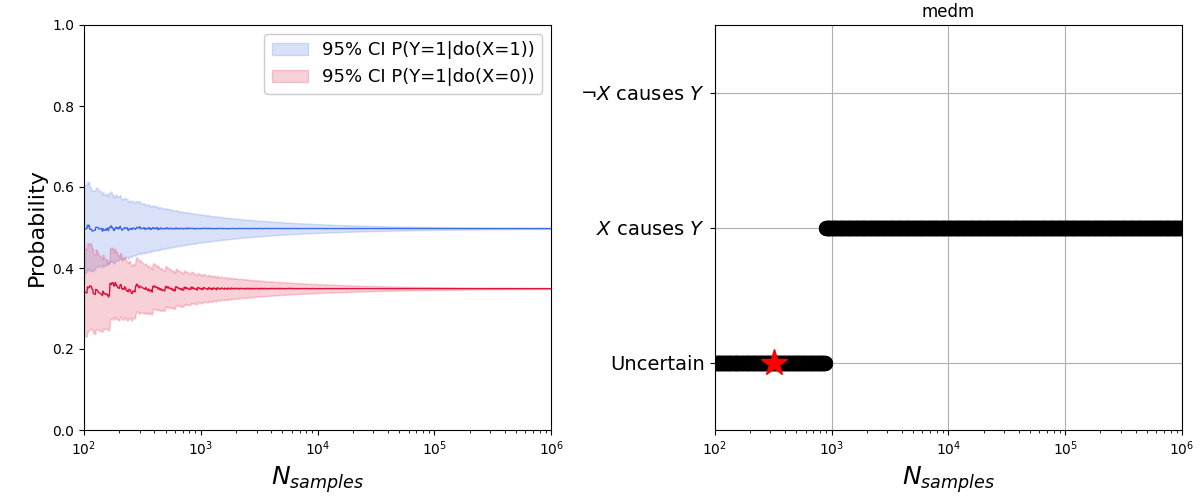 95% CI P(Y=1|do(X=1))
95% CI P(Y=1|do(X=0))
1.0
0.8
0.6
0.4
0.2
0.0
Probability
10²
10³
10⁴
10⁵
10⁶
N_samples
medm
¬X causes Y
X causes Y
Uncertain
10²
10³
10⁴
10⁵
10⁶
N_samples